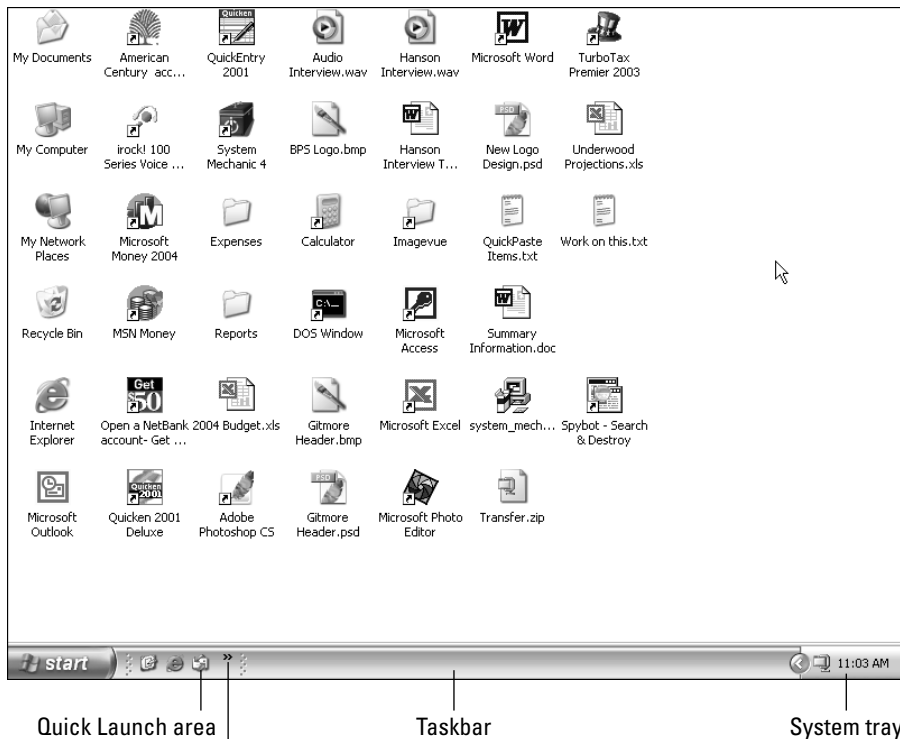 My Documents
American
Century acc...
QuickEntry
2001
Audio
Interview.wav
Hanson
Interview.wav
Microsoft Word
TurboTax
Premier 2003
My Computer
irock! 100
Series Voice ...
System
Mechanic 4
BPS Logo.bmp
Hanson
Interview T...
New Logo
Design.psd
Underwood
Projections.xls
My Network
Places
Microsoft
Money 2004
Expenses
Calculator
Imagevue
QuickPaste
Items.txt
Work on this.txt
Recycle Bin
MSN Money
Reports
DOS Window
Microsoft
Access
Summary
Information.doc
Internet
Explorer
Open a NetBank
account- Get ...
2004 Budget.xls
Gitmore
Header.bmp
Microsoft Excel
system_mech...
Spybot - Search
& Destroy
Microsoft
Outlook
Quicken 2001
Deluxe
Adobe
Photoshop CS
Gitmore
Header.psd
Microsoft Photo
Editor
Transfer.zip
start
11:03 AM
Quick Launch area
Taskbar
System tray